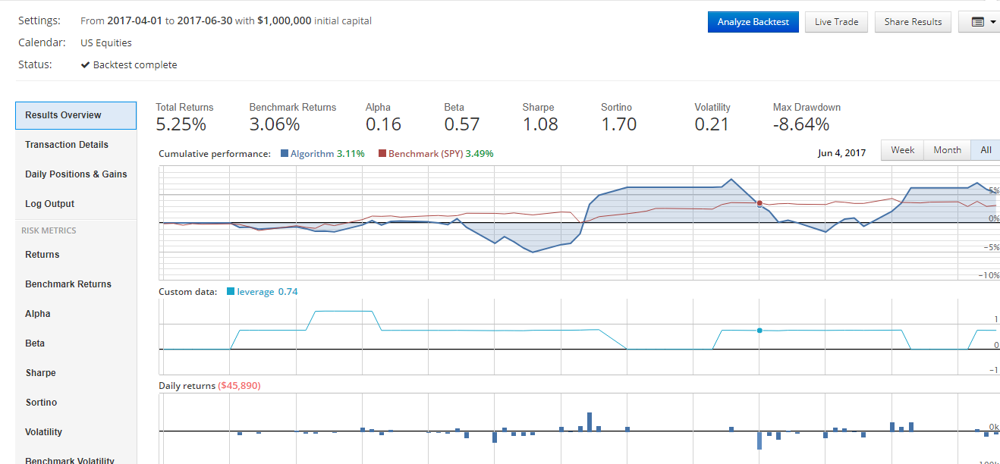 Settings: From 2017-04-01 to 2017-06-30 with $1,000,000 initial capital
Analyze Backtest Live Trade Share Results
Calendar: US Equities
Status: ✔ Backtest complete
Results Overview
Transaction Details
Daily Positions & Gains
Log Output
RISK METRICS
Returns
Benchmark Returns
Alpha
Beta
Sharpe
Sortino
Volatility
Benchmark Volatility
Total Returns Benchmark Returns Alpha Beta Sharpe Sortino Volatility Max Drawdown
5.25% 3.06% 0.16 0.57 1.08 1.70 0.21 -8.64%
Cumulative performance: Algorithm 3.11% Benchmark (SPY) 3.49% Jun 4, 2017 Week Month All
5%
0%
-5%
-10%
Custom data: leverage 0.74
1
0
-1
Daily returns ($45,890)
0k